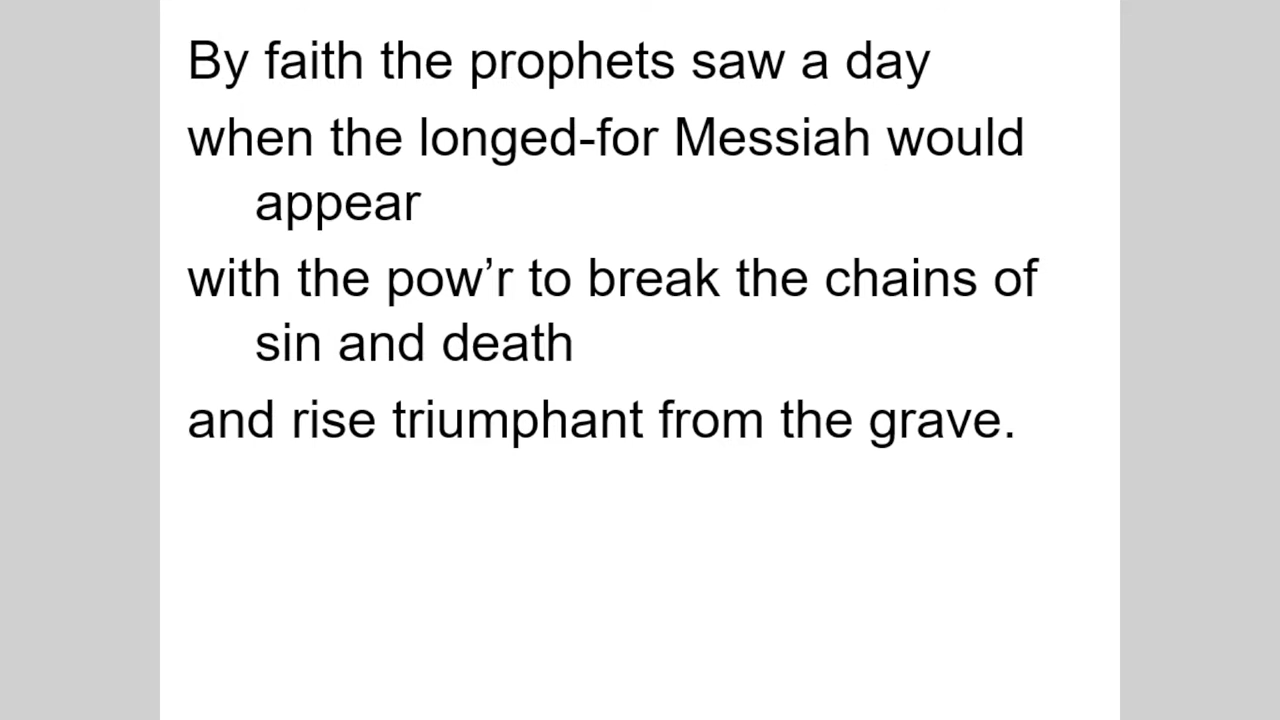 By faith the prophets saw a day
when the longed-for Messiah would
appear
with the pow’r to break the chains of
sin and death
and rise triumphant from the grave.